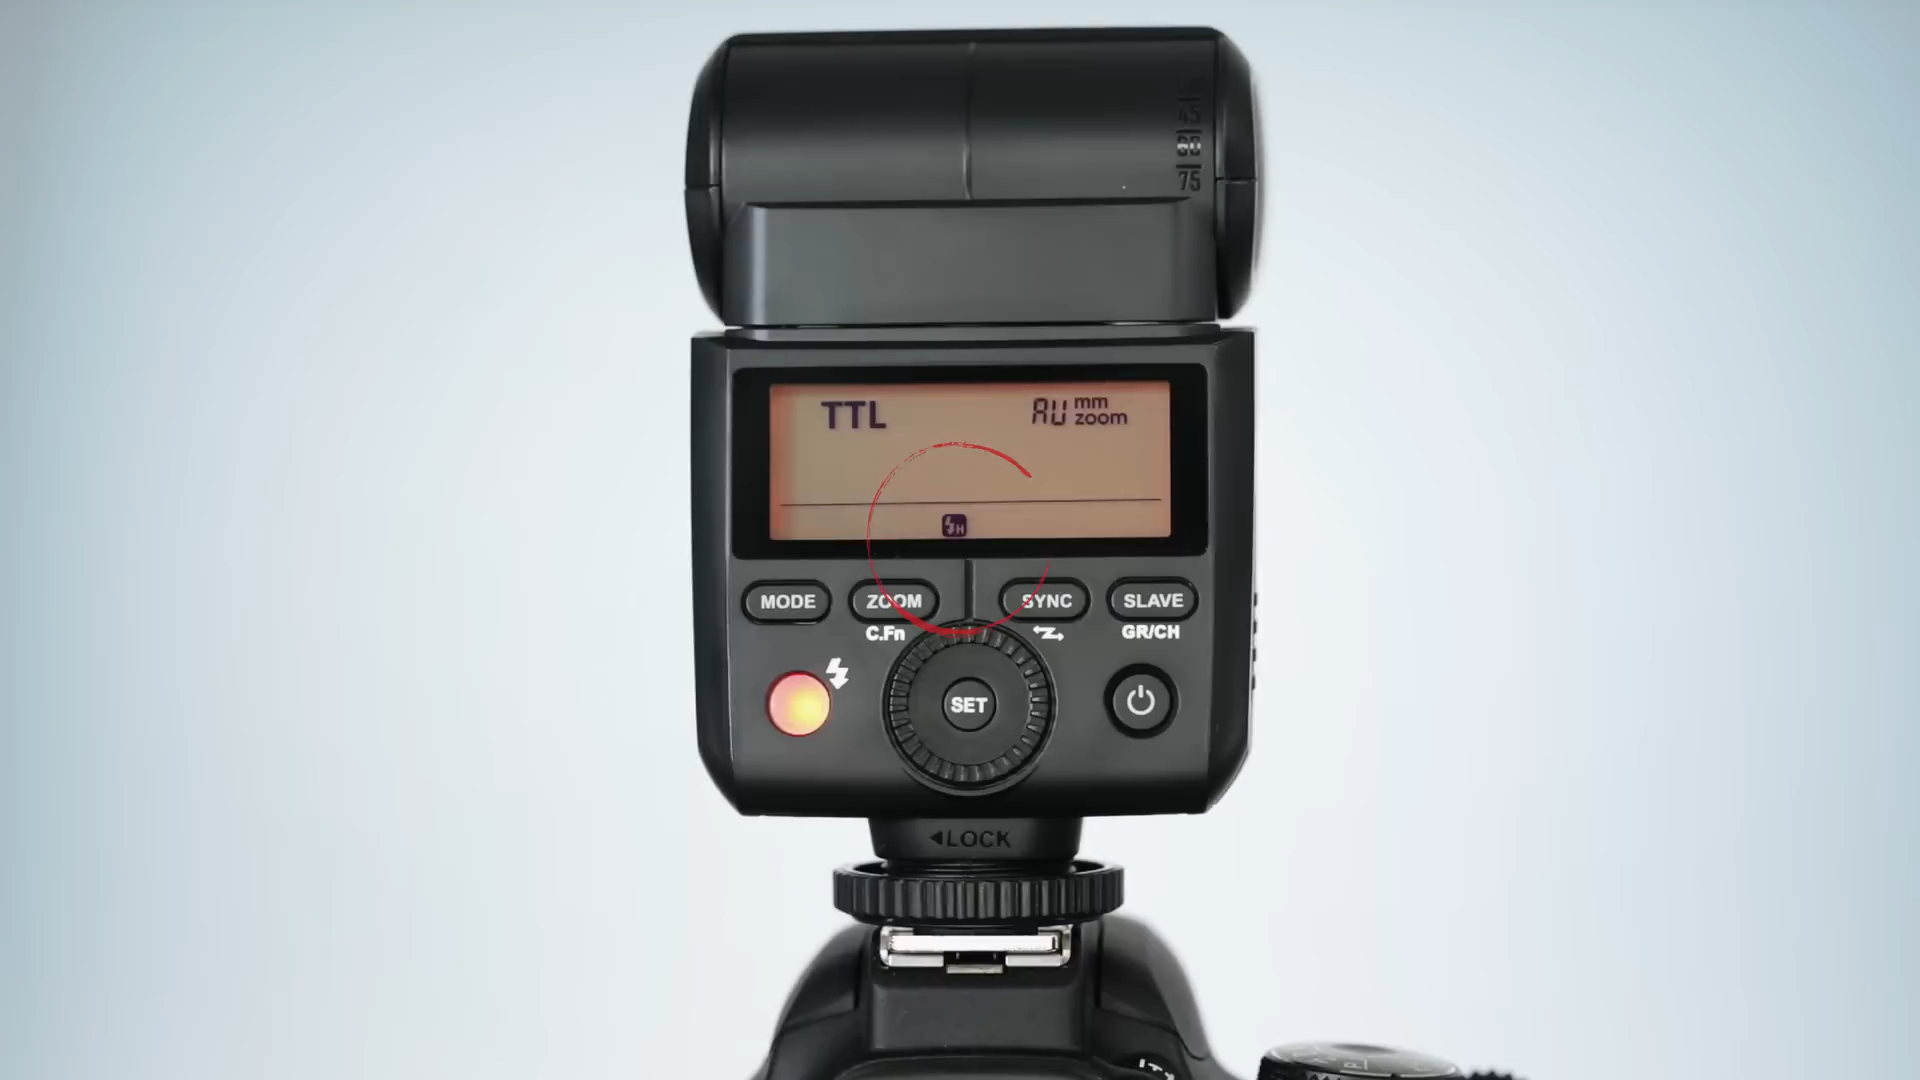 45
60
75
TTL
AU mm zoom
H
MODE
ZOOM
SYNC
SLAVE
C.Fn
GR/CH
SET
◄LOCK